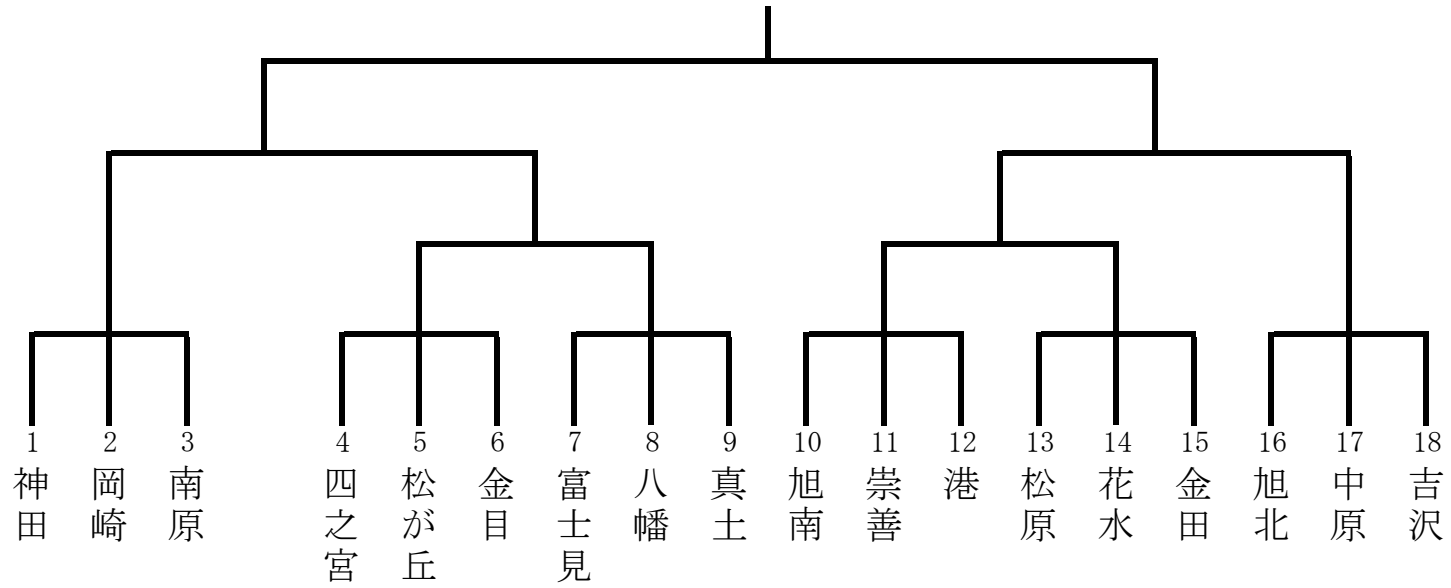 1 2 3 4 5 6 7 8 9 10 11 12 13 14 15 16 17 18
神田
岡崎
南原
四之宮
松が丘
金目
富士見
八幡
真土
旭南
崇善
港
松原
花水
金田
旭北
中原
吉沢